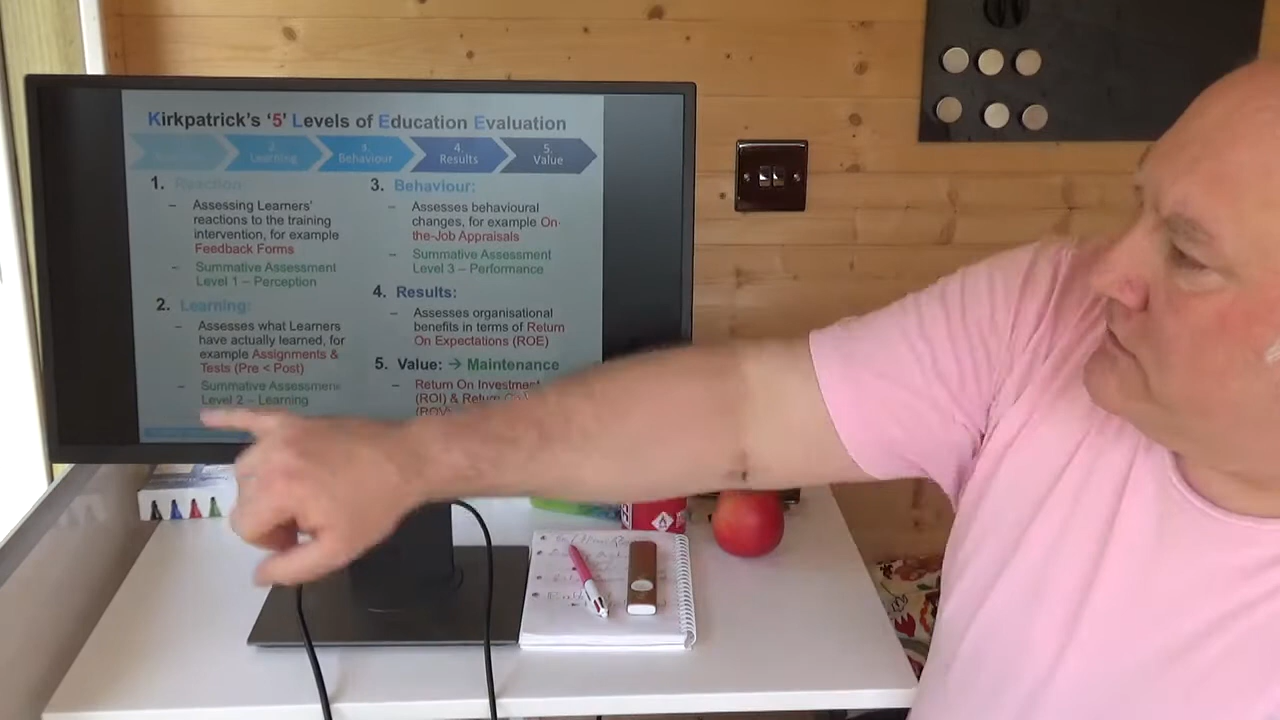 Kirkpatrick's '5' Levels of Education Evaluation
2.
Learning
3.
Behaviour
4.
Results
5.
Value
1. Reaction:
– Assessing Learners'
reactions to the training
intervention, for example
Feedback Forms
– Summative Assessment
Level 1 – Perception
2. Learning:
– Assesses what Learners
have actually learned, for
example Assignments &
Tests (Pre < Post)
– Summative Assessment
Level 2 – Learning
3. Behaviour:
– Assesses behavioural
changes, for example On-
the-Job Appraisals
– Summative Assessment
Level 3 – Performance
4. Results:
– Assesses organisational
benefits in terms of Return
On Expectations (ROE)
5. Value: → Maintenance
– Return On Investment
(ROI) & Return